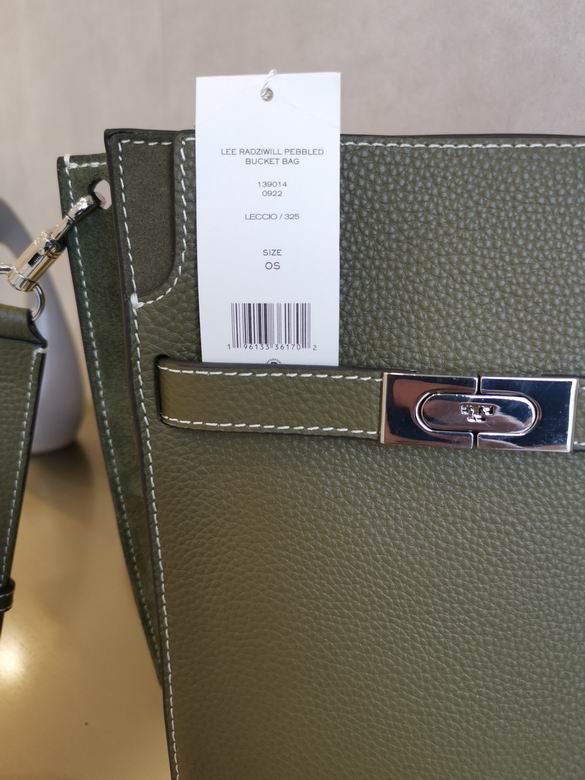 LEE RADZIWILL PEBBLED
BUCKET BAG
139014
0922
LECCIO / 325
SIZE
OS
1 96133 36170 2